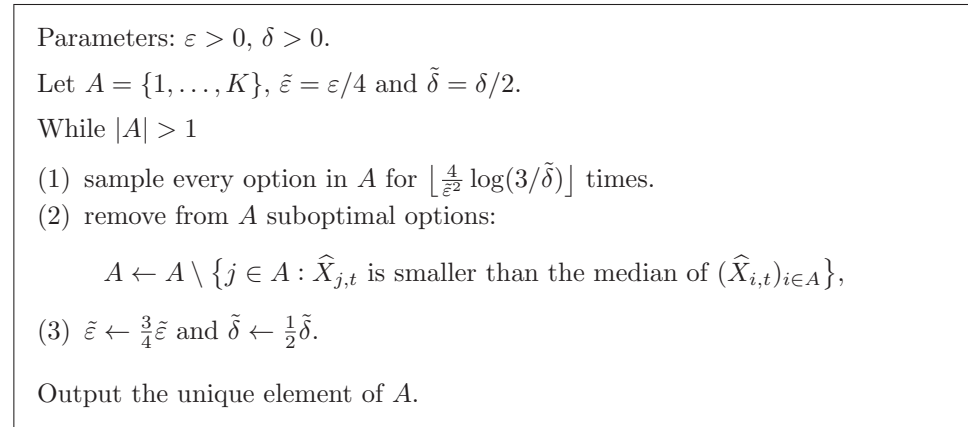 Parameters: ε > 0, δ > 0.
Let A = {1, . . . , K}, ε̃ = ε/4 and δ̃ = δ/2.
While |A| > 1
(1) sample every option in A for ⌊4/ε̃² log(3/δ̃)⌋ times.
(2) remove from A suboptimal options:
A ← A \ {j ∈ A : X̂_{j,t} is smaller than the median of (X̂_{i,t})_{i∈A}},
(3) ε̃ ← 3/4 ε̃ and δ̃ ← 1/2 δ̃.
Output the unique element of A.